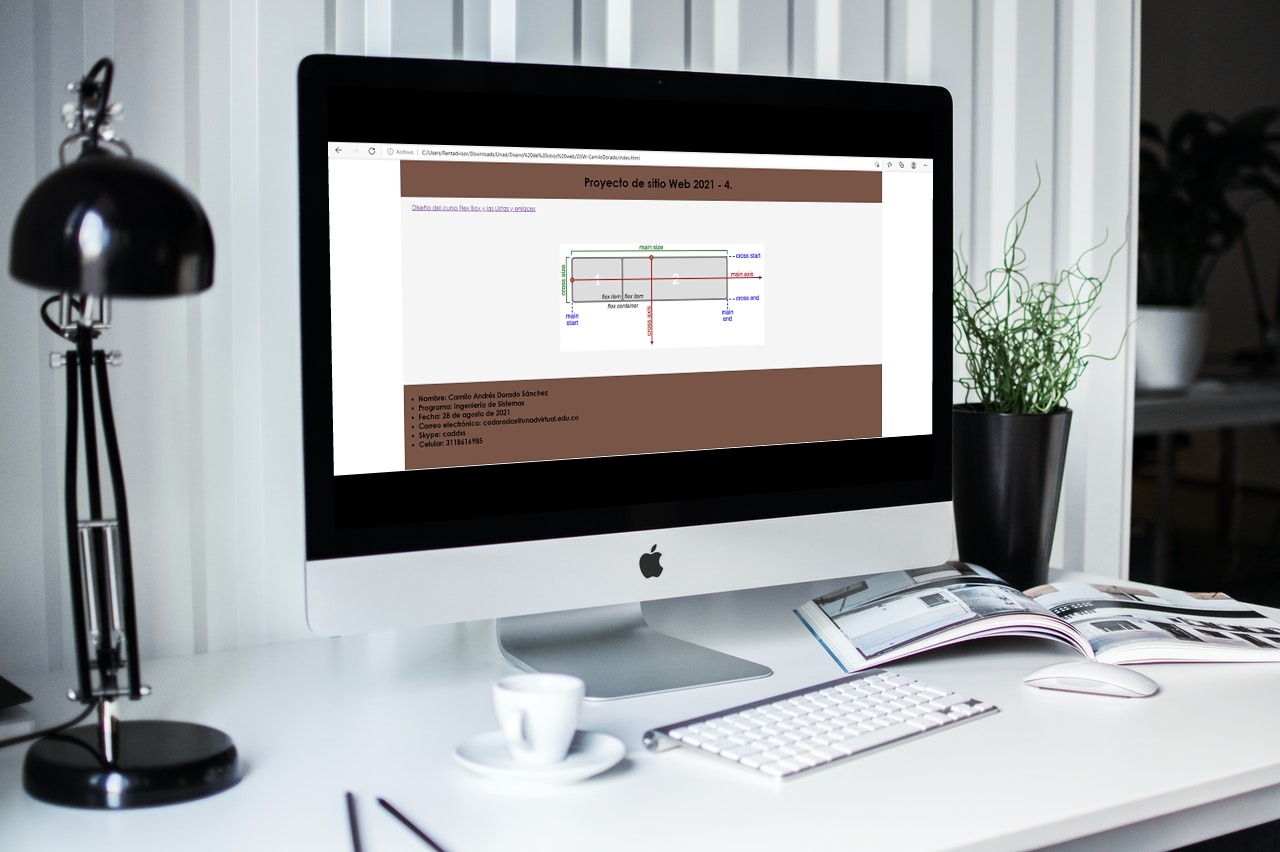 Archivo | C:/Users/Rentadvisor/Downloads/Unad/Diseno%20de%20sitios%20web/DSW-CamiloDorado/index.html
Proyecto de sitio Web 2021 - 4.
Diseño del curso Flex Box y las Listas y enlaces
main size
cross start
cross size
1
2
main axis
flex item
flex item
cross end
flex container
main start
cross axis
main end
• Nombre: Camilo Andrés Dorado Sánchez
• Programa: Ingeniería de Sistemas
• Fecha: 28 de agosto de 2021
• Correo electrónico: cadorados@unadvirtual.edu.co
• Skype: caddss
• Celular: 3118616985